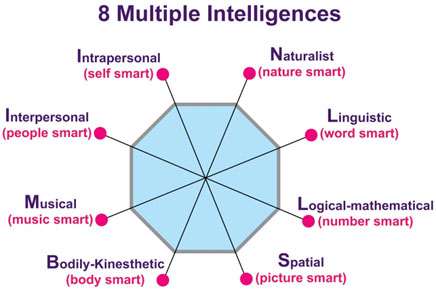 8 Multiple Intelligences
Intrapersonal
(self smart)
Naturalist
(nature smart)
Interpersonal
(people smart)
Linguistic
(word smart)
Musical
(music smart)
Logical-mathematical
(number smart)
Bodily-Kinesthetic
(body smart)
Spatial
(picture smart)